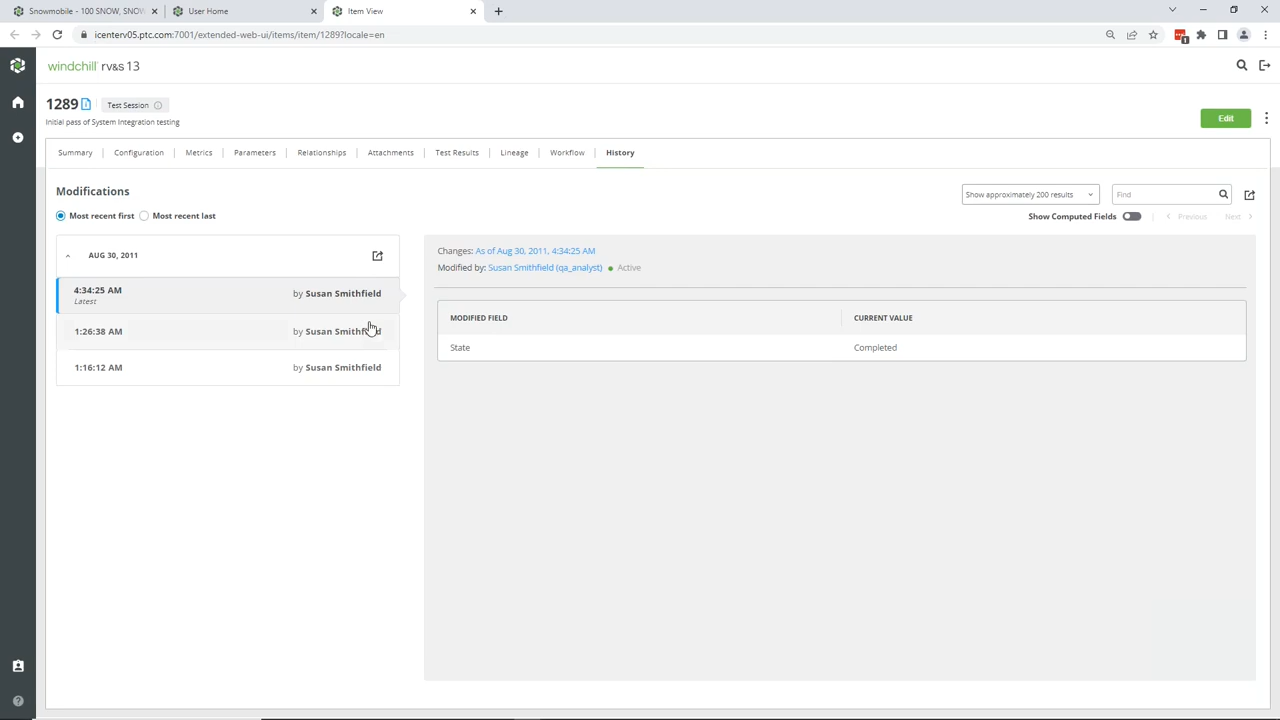 Snowmobile - 100 SNOW, SNOW
User Home
Item View
icenterv05.ptc.com:7001/extended-web-ui/items/item/1289?locale=en
1
windchill rv&s 13
1289
Test Session
Initial pass of System Integration testing
Edit
Summary
Configuration
Metrics
Parameters
Relationships
Attachments
Test Results
Lineage
Workflow
History
Modifications
Show approximately 200 results
Find
Most recent first
Most recent last
Show Computed Fields
Previous
Next
AUG 30, 2011
4:34:25 AM
Latest
by Susan Smithfield
1:26:38 AM
by Susan Smithfield
1:16:12 AM
by Susan Smithfield
Changes: As of Aug 30, 2011, 4:34:25 AM
Modified by: Susan Smithfield (qa_analyst) Active
MODIFIED FIELD
CURRENT VALUE
State
Completed